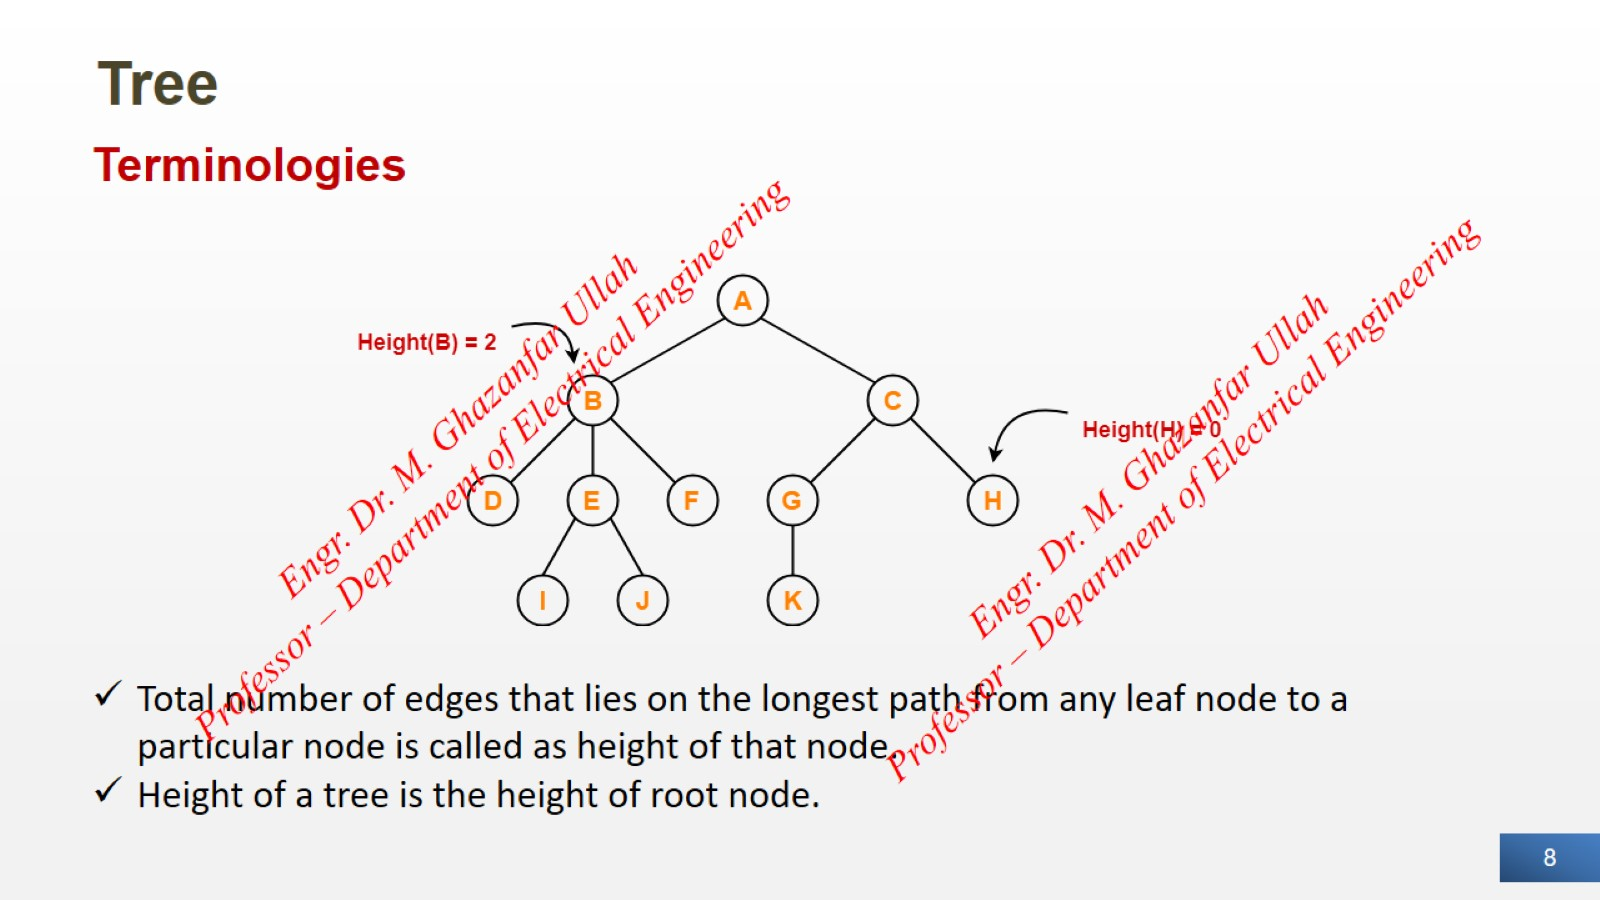 Tree
Terminologies
Engr. Dr. M. Ghazanfar Ullah
Professor – Department of Electrical Engineering
Engr. Dr. M. Ghazanfar Ullah
Professor – Department of Electrical Engineering
A
Height(B) = 2
B
C
Height(H) = 0
D
E
F
G
H
I
J
K
✓ Total number of edges that lies on the longest path from any leaf node to a
particular node is called as height of that node.
✓ Height of a tree is the height of root node.
8